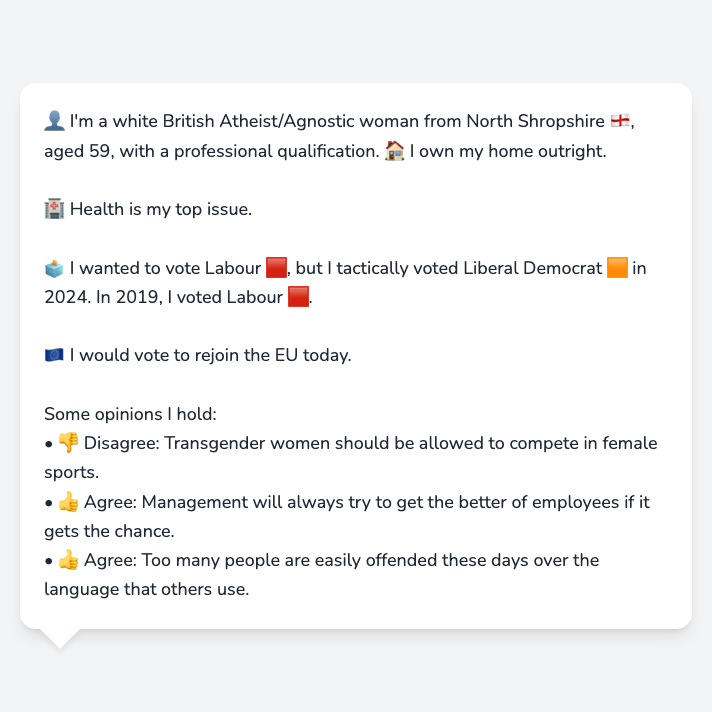 👤 I'm a white British Atheist/Agnostic woman from North Shropshire 🏴󠁧󠁢󠁥󠁮󠁧󠁿,
aged 59, with a professional qualification. 🏠 I own my home outright.
🏥 Health is my top issue.
🗳️ I wanted to vote Labour 🟥, but I tactically voted Liberal Democrat 🟧 in
2024. In 2019, I voted Labour 🟥.
🇪🇺 I would vote to rejoin the EU today.
Some opinions I hold:
• 👎 Disagree: Transgender women should be allowed to compete in female
sports.
• 👍 Agree: Management will always try to get the better of employees if it
gets the chance.
• 👍 Agree: Too many people are easily offended these days over the
language that others use.